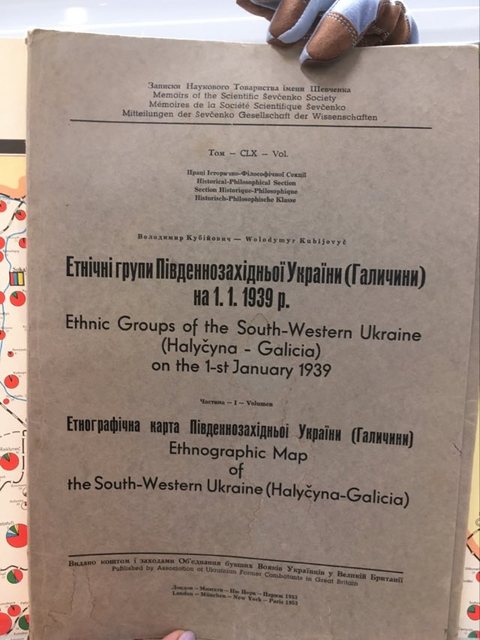 Записки Наукового Товариства імени Шевченка
Memoirs of the Scientific Ševčenko Society
Mémoires de la Société Scientifique Ševčenko
Mitteilungen der Ševčenko Gesellschaft der Wissenschaften
Том – CLX – Vol.
Праці Історично-Філософічної Секції
Historical-Philosophical Section
Section Historique-Philosophique
Historisch-Philosophische Klasse
Володимир Кубійович — Wolodymyr Kubijovyč
Етнічні групи Південнозахідньої України (Галичини)
на 1. 1. 1939 р.
Ethnic Groups of the South-Western Ukraine
(Halyčyna - Galicia)
on the 1-st January 1939
Частина – I – Volumen
Етнографічна карта Південнозахідньої України (Галичини)
Ethnographic Map
of
the South-Western Ukraine (Halyčyna-Galicia)
Видано коштом і заходами Об'єднання бувших Вояків Українців у Великій Британії
Published by Association of Ukrainian Former Combatants in Great Britain
Лондон – Мюнхен – Ню Йорк – Париж 1953
London – München – New York – Paris 1953